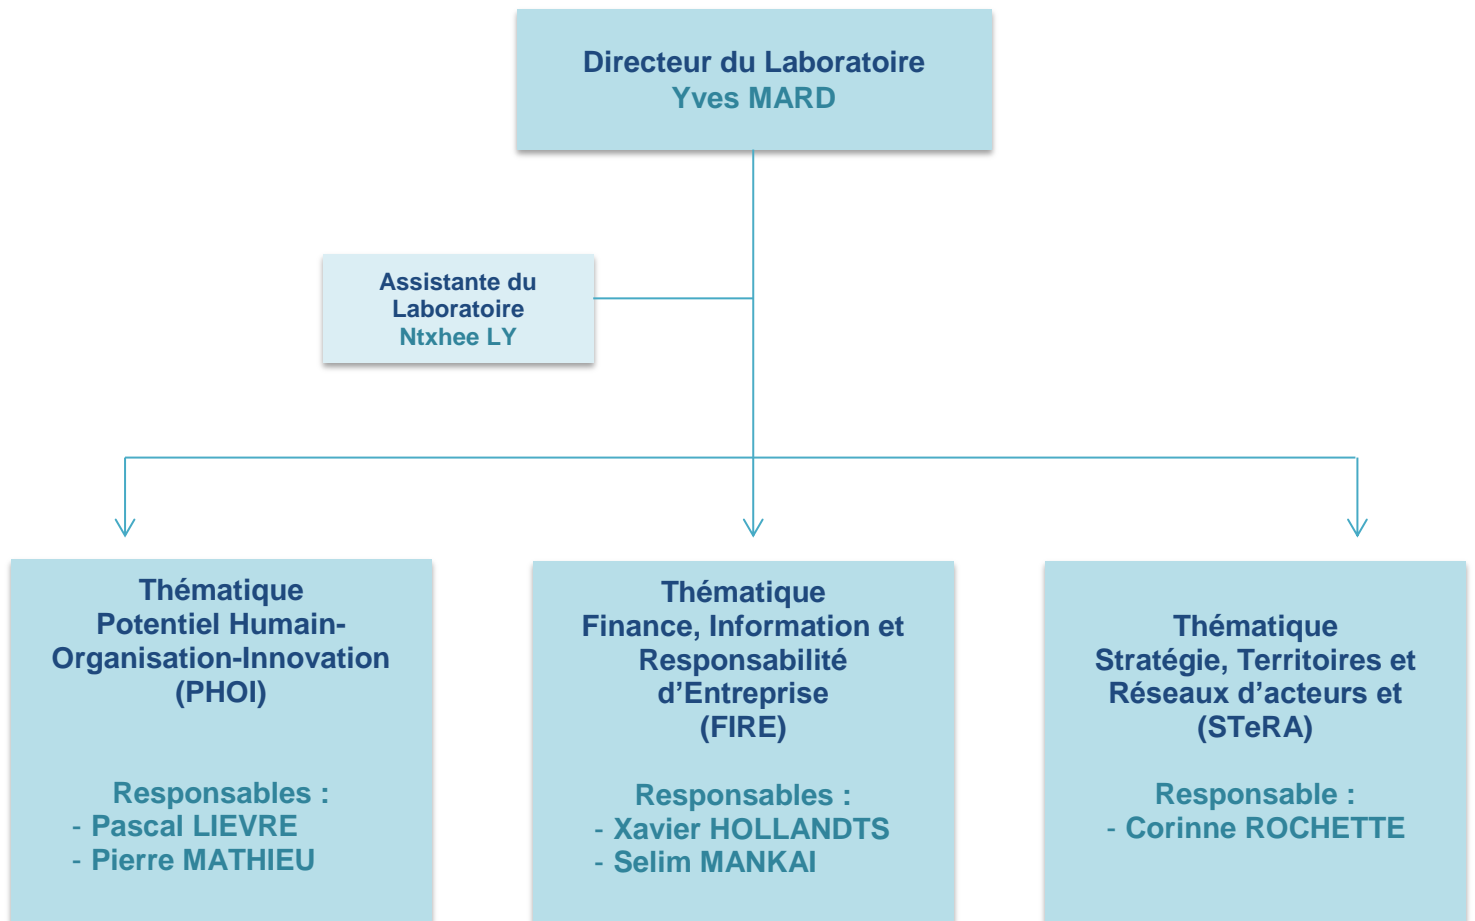 Directeur du Laboratoire
Yves MARD
Assistante du
Laboratoire
Ntxhee LY
Thématique
Potentiel Humain-
Organisation-Innovation
(PHOI)
Responsables :
- Pascal LIEVRE
- Pierre MATHIEU
Thématique
Finance, Information et
Responsabilité
d’Entreprise
(FIRE)
Responsables :
- Xavier HOLLANDTS
- Selim MANKAI
Thématique
Stratégie, Territoires et
Réseaux d’acteurs et
(STeRA)
Responsable :
- Corinne ROCHETTE